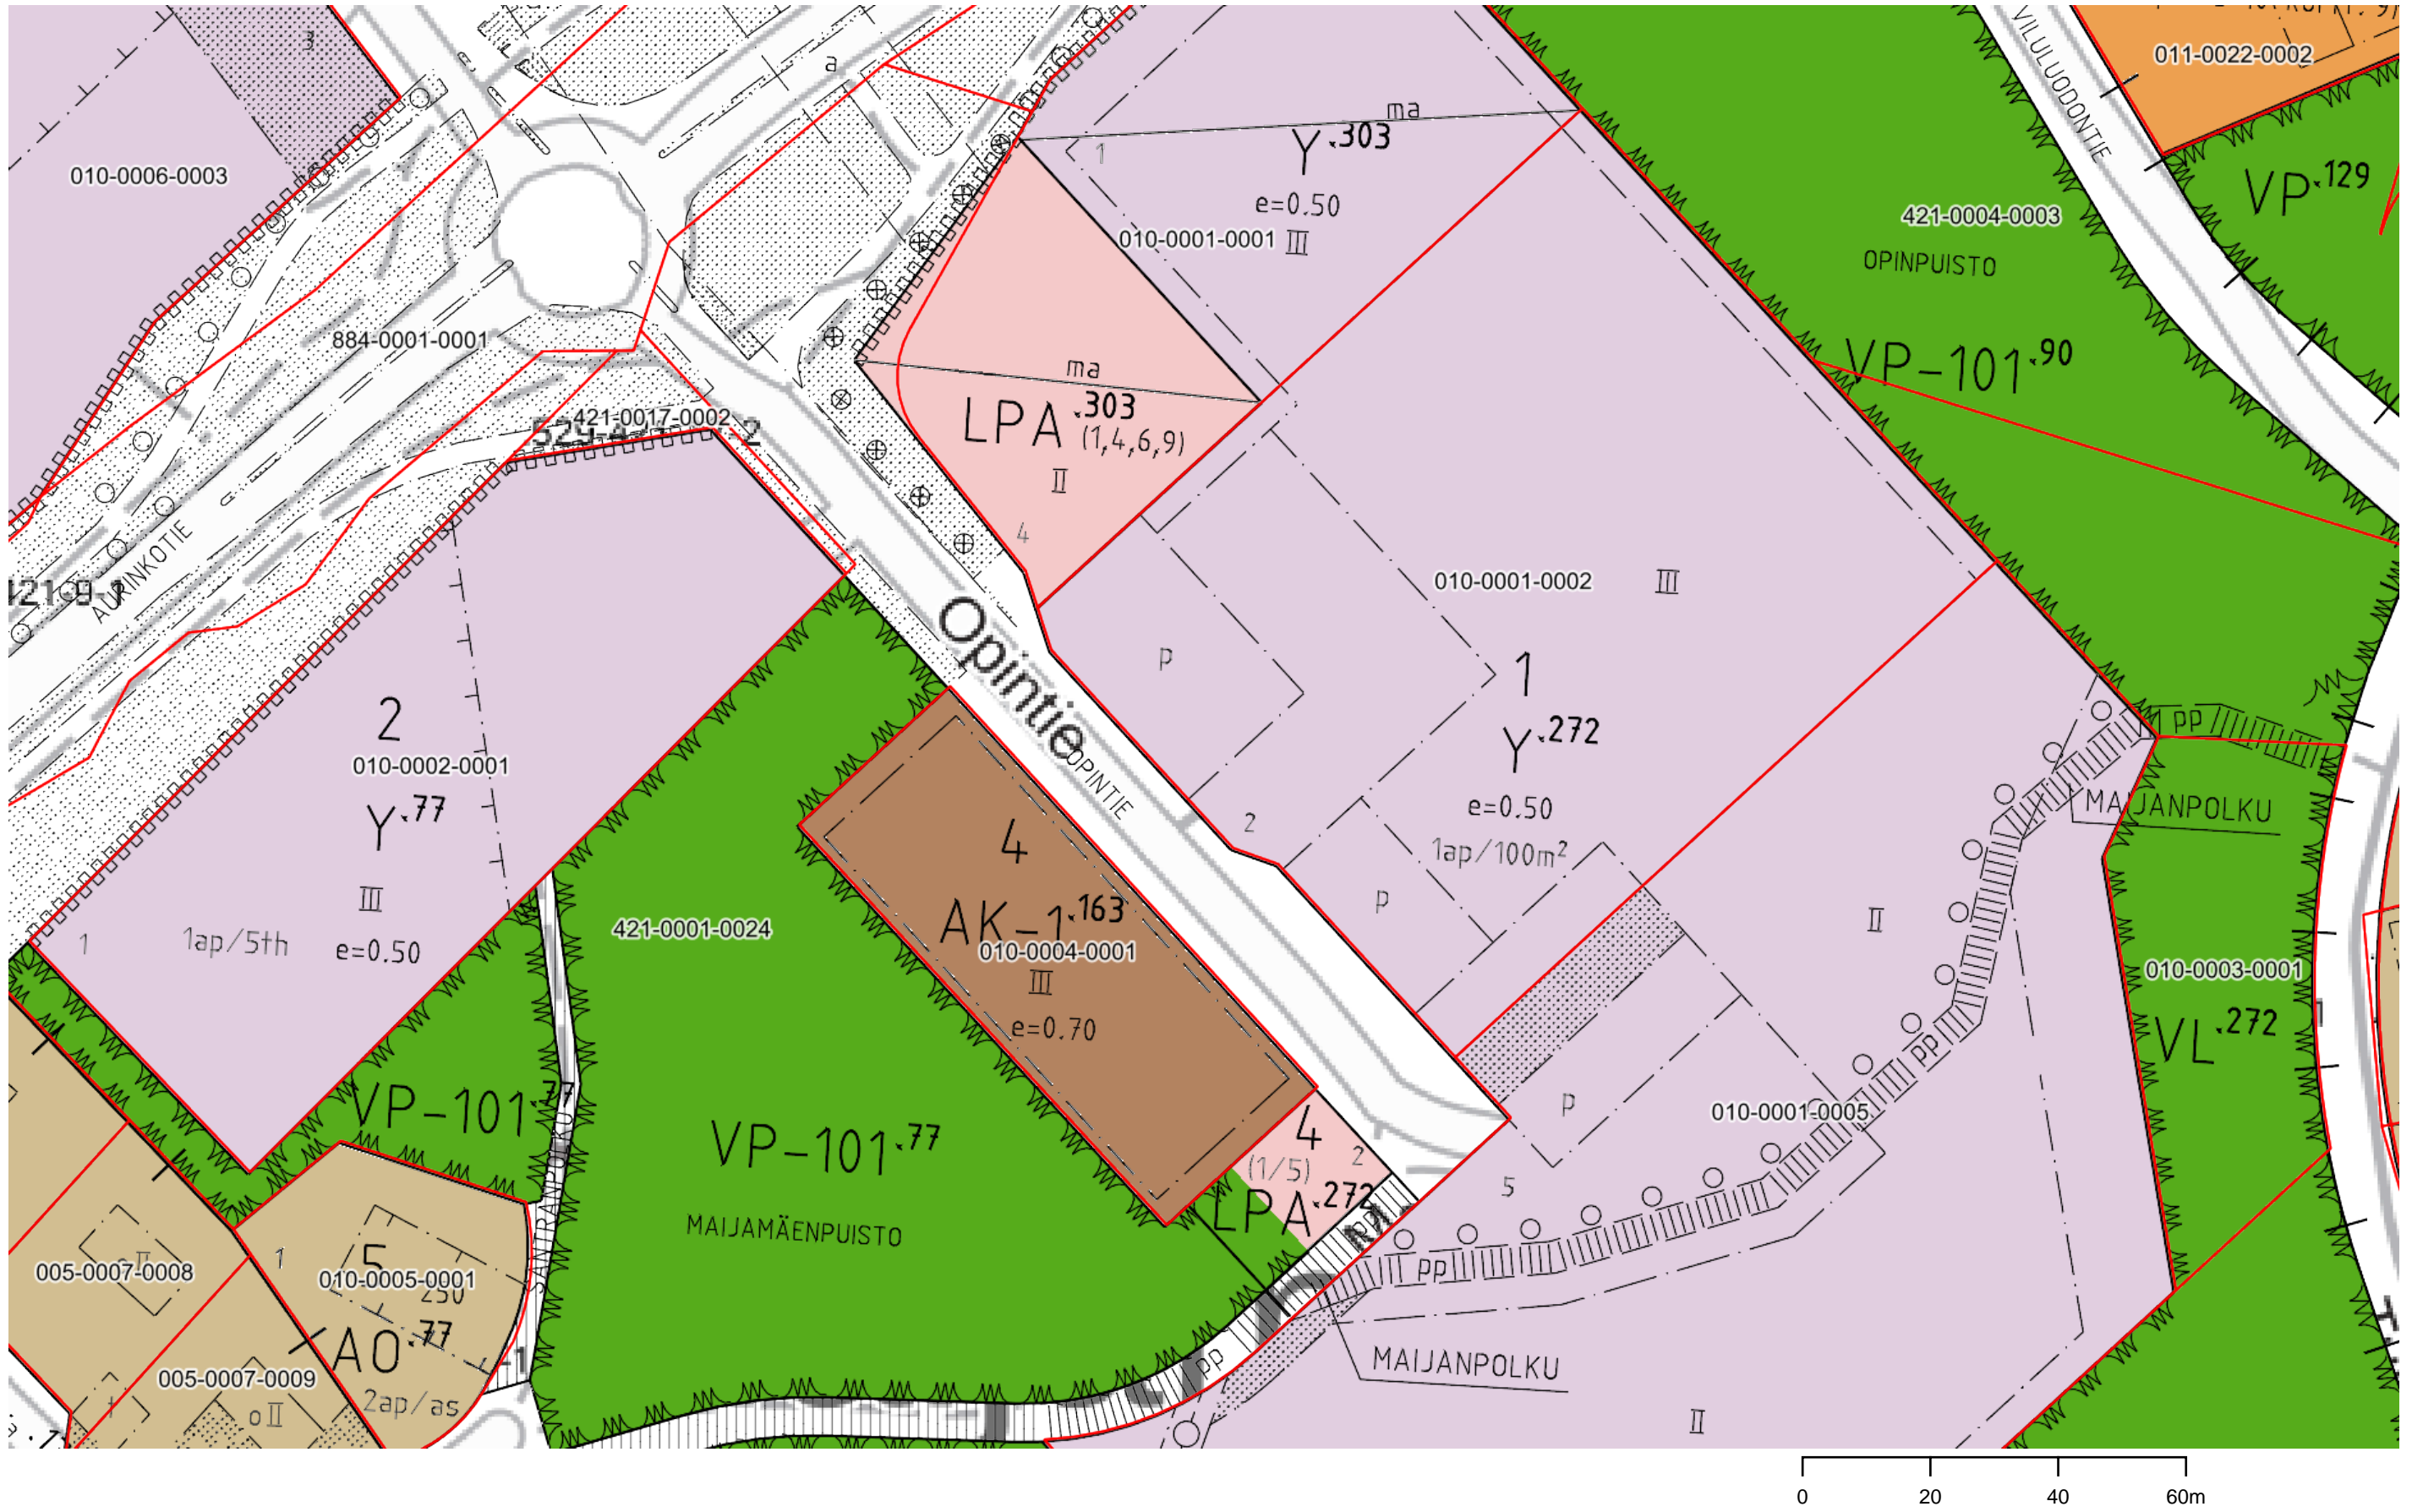 3
a
VILULUODONTIE
011-0022-0002
ma
Y .303
1
010-0006-0003
e=0.50
VP .129
421-0004-0003
010-0001-0001 III
OPINPUISTO
884-0001-0001
ma
VP-101 .90
LPA .303
(1,4,6,9)
421-0017-0002
II
4
AURINKOTIE
010-0001-0002
III
Opintie
p
1
2
Y .272
pp
010-0002-0001
OPINTIE
MAIJANPOLKU
Y .77
e=0.50
2
4
1ap/100m²
III
p
AK-1 .163
II
1
1ap/5th
e=0.50
421-0001-0024
010-0004-0001
III
010-0003-0001
e=0.70
VL .272
pp
VP-101 .77
VP-101 .77
p
010-0001-0005
4
(1/5)
2
5
LPA .272
MAIJAMÄENPUISTO
1
5
005-0007-0008
II
010-0005-0001
250
pp
AO .77
pp
MAIJANPOLKU
005-0007-0009
2ap/as
o II
II
0 20 40 60m